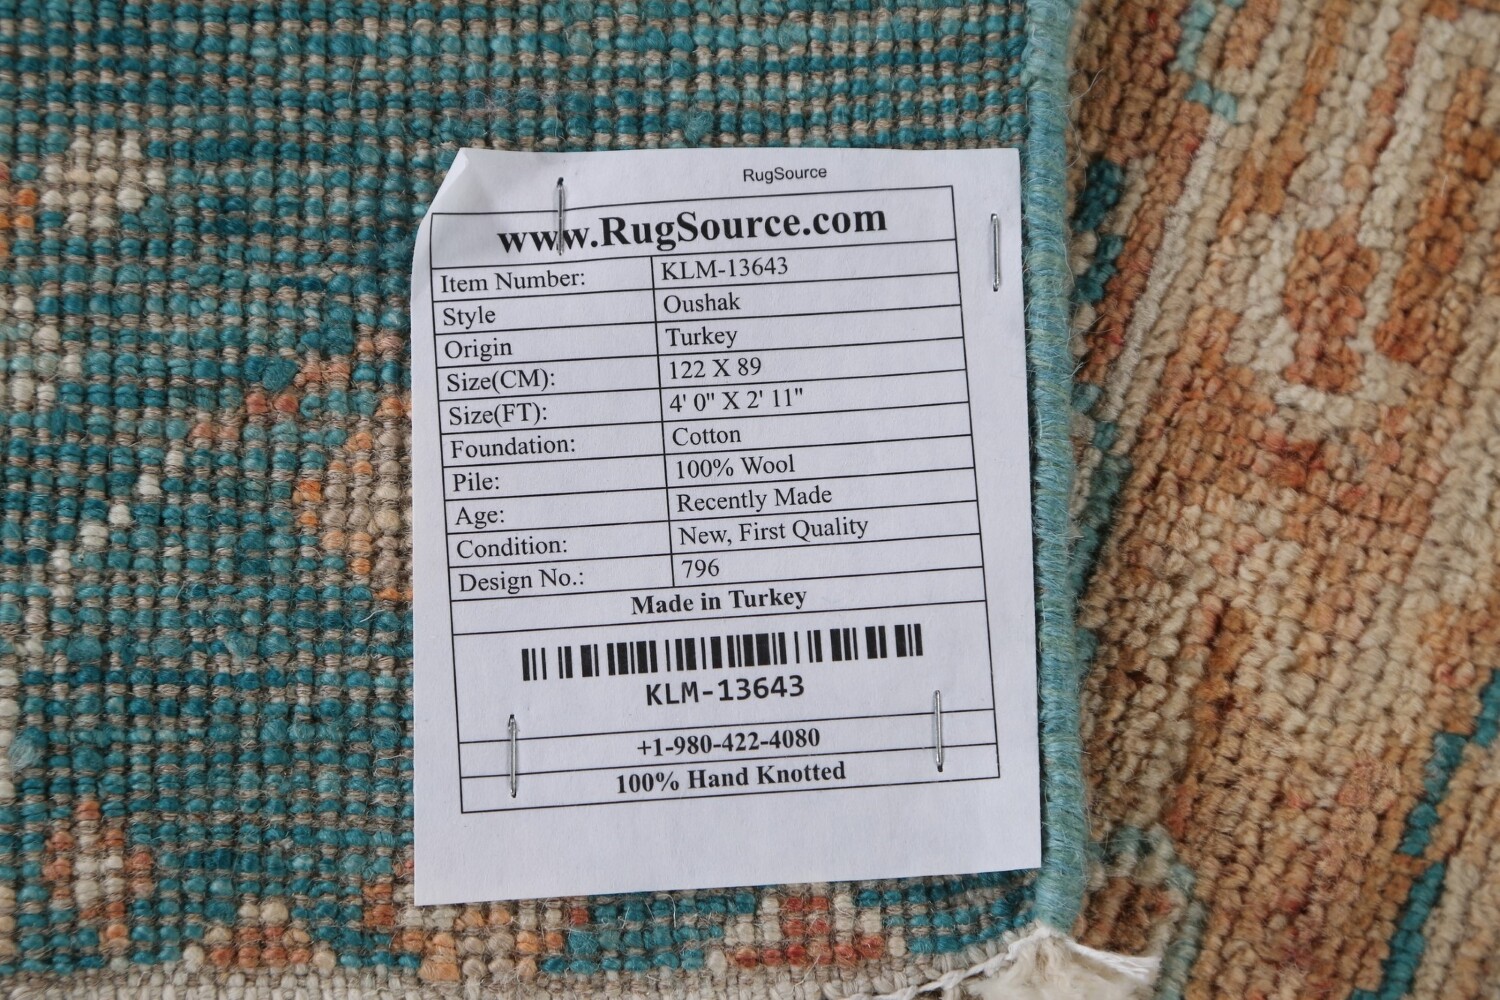 RugSource
www.RugSource.com
Item Number: KLM-13643
Style Oushak
Origin Turkey
Size(CM): 122 X 89
Size(FT): 4' 0" X 2' 11"
Foundation: Cotton
Pile: 100% Wool
Age: Recently Made
Condition: New, First Quality
Design No.: 796
Made in Turkey
KLM-13643
+1-980-422-4080
100% Hand Knotted